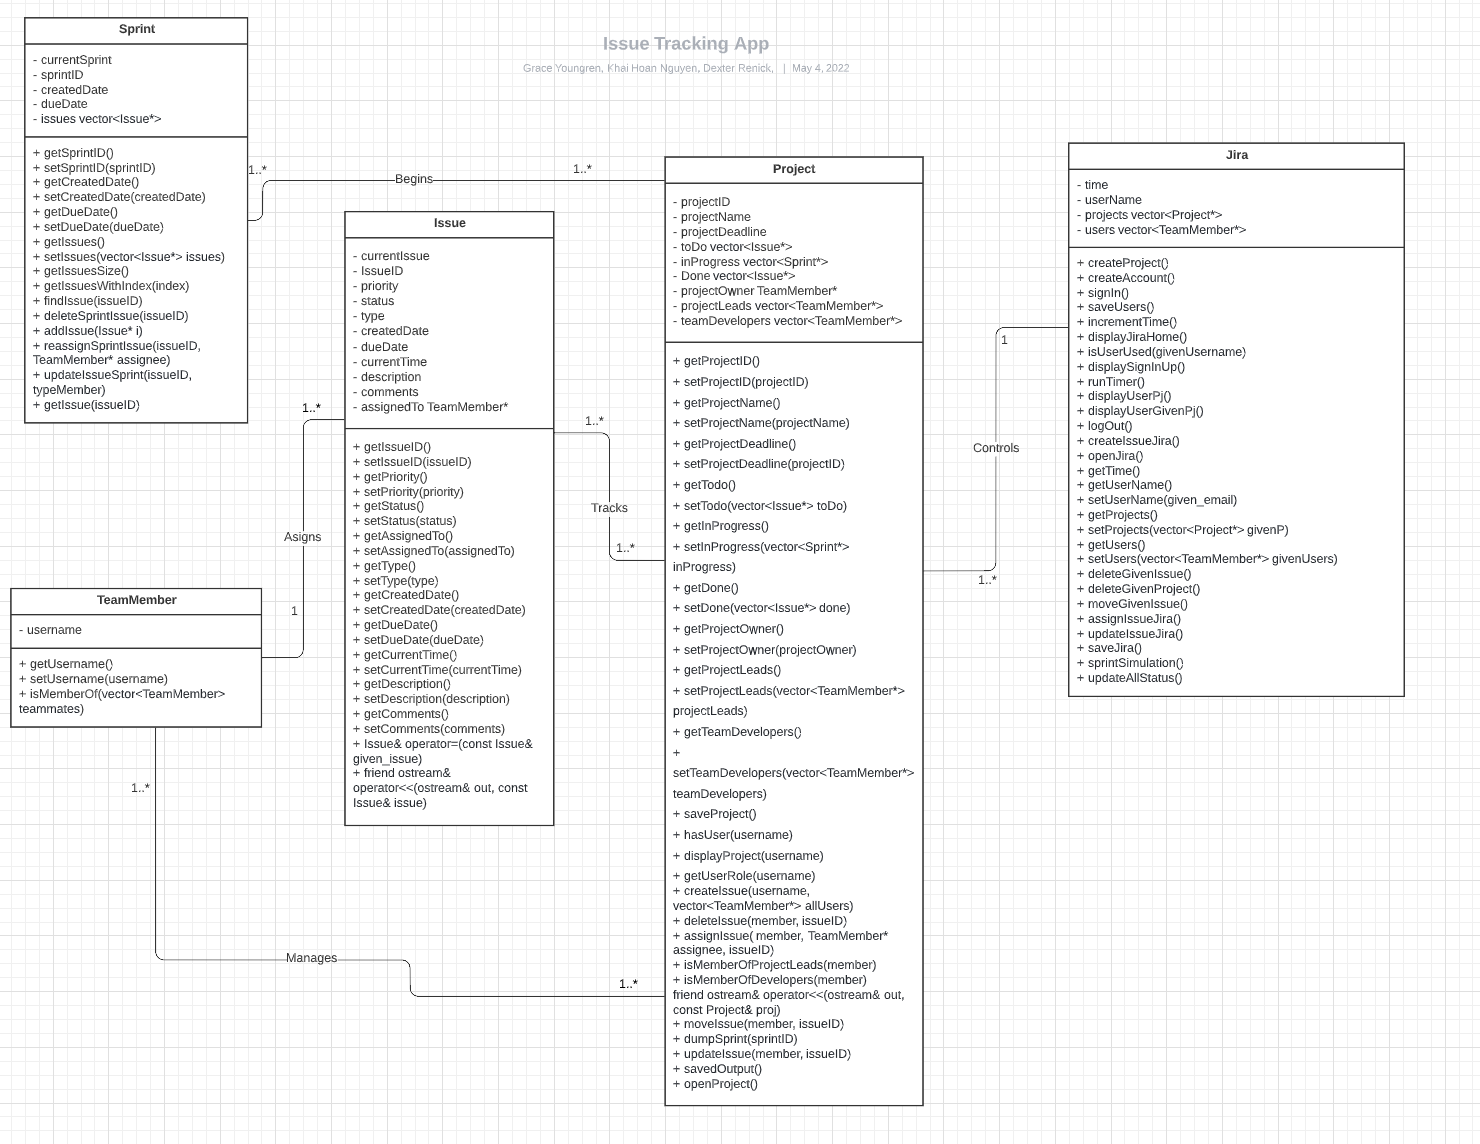 Issue Tracking App
Grace Youngren, Khai Hoan Nguyen, Dexter Renick,   |   May 4, 2022
Sprint
- currentSprint
- sprintID
- createdDate
- dueDate
- issues vector<Issue*>
+ getSprintID()
+ setSprintID(sprintID)
+ getCreatedDate()
+ setCreatedDate(createdDate)
+ getDueDate()
+ setDueDate(dueDate)
+ getIssues()
+ setIssues(vector<Issue*> issues)
+ getIssuesSize()
+ getIssuesWithIndex(index)
+ findIssue(issueID)
+ deleteSprintIssue(issueID)
+ addIssue(Issue* i)
+ reassignSprintIssue(issueID,
TeamMember* assignee)
+ updateIssueSprint(issueID,
typeMember)
+ getIssue(issueID)
1..*
Begins
1..*
Issue
- currentIssue
- IssueID
- priority
- status
- type
- createdDate
- dueDate
- currentTime
- description
- comments
- assignedTo TeamMember*
+ getIssueID()
+ setIssueID(issueID)
+ getPriority()
+ setPriority(priority)
+ getStatus()
+ setStatus(status)
+ getAssignedTo()
+ setAssignedTo(assignedTo)
+ getType()
+ setType(type)
+ getCreatedDate()
+ setCreatedDate(createdDate)
+ getDueDate()
+ setDueDate(dueDate)
+ getCurrentTime()
+ setCurrentTime(currentTime)
+ getDescription()
+ setDescription(description)
+ getComments()
+ setComments(comments)
+ Issue& operator=(const Issue&
given_issue)
+ friend ostream&
operator<<(ostream& out, const
Issue& issue)
1..*
Asigns
1
1..*
Tracks
1..*
TeamMember
- username
+ getUsername()
+ setUsername(username)
+ isMemberOf(vector<TeamMember>
teammates)
1..*
Manages
1..*
Project
- projectID
- projectName
- projectDeadline
- toDo vector<Issue*>
- inProgress vector<Sprint*>
- Done vector<Issue*>
- projectOwner TeamMember*
- projectLeads vector<TeamMember*>
- teamDevelopers vector<TeamMember*>
+ getProjectID()
+ setProjectID(projectID)
+ getProjectName()
+ setProjectName(projectName)
+ getProjectDeadline()
+ setProjectDeadline(projectID)
+ getTodo()
+ setTodo(vector<Issue*> toDo)
+ getInProgress()
+ setInProgress(vector<Sprint*>
inProgress)
+ getDone()
+ setDone(vector<Issue*> done)
+ getProjectOwner()
+ setProjectOwner(projectOwner)
+ getProjectLeads()
+ setProjectLeads(vector<TeamMember*>
projectLeads)
+ getTeamDevelopers()
+
setTeamDevelopers(vector<TeamMember*>
teamDevelopers)
+ saveProject()
+ hasUser(username)
+ displayProject(username)
+ getUserRole(username)
+ createIssue(username,
vector<TeamMember*> allUsers)
+ deleteIssue(member, issueID)
+ assignIssue( member, TeamMember*
assignee, issueID)
+ isMemberOfProjectLeads(member)
+ isMemberOfDevelopers(member)
friend ostream& operator<<(ostream& out,
const Project& proj)
+ moveIssue(member, issueID)
+ dumpSprint(sprintID)
+ updateIssue(member, issueID)
+ savedOutput()
+ openProject()
1
Controls
1..*
Jira
- time
- userName
- projects vector<Project*>
- users vector<TeamMember*>
+ createProject()
+ createAccount()
+ signIn()
+ saveUsers()
+ incrementTime()
+ displayJiraHome()
+ isUserUsed(givenUsername)
+ displaySignInUp()
+ runTimer()
+ displayUserPj()
+ displayUserGivenPj()
+ logOut()
+ createIssueJira()
+ openJira()
+ getTime()
+ getUserName()
+ setUserName(given_email)
+ getProjects()
+ setProjects(vector<Project*> givenP)
+ getUsers()
+ setUsers(vector<TeamMember*> givenUsers)
+ deleteGivenIssue()
+ deleteGivenProject()
+ moveGivenIssue()
+ assignIssueJira()
+ updateIssueJira()
+ saveJira()
+ sprintSimulation()
+ updateAllStatus()